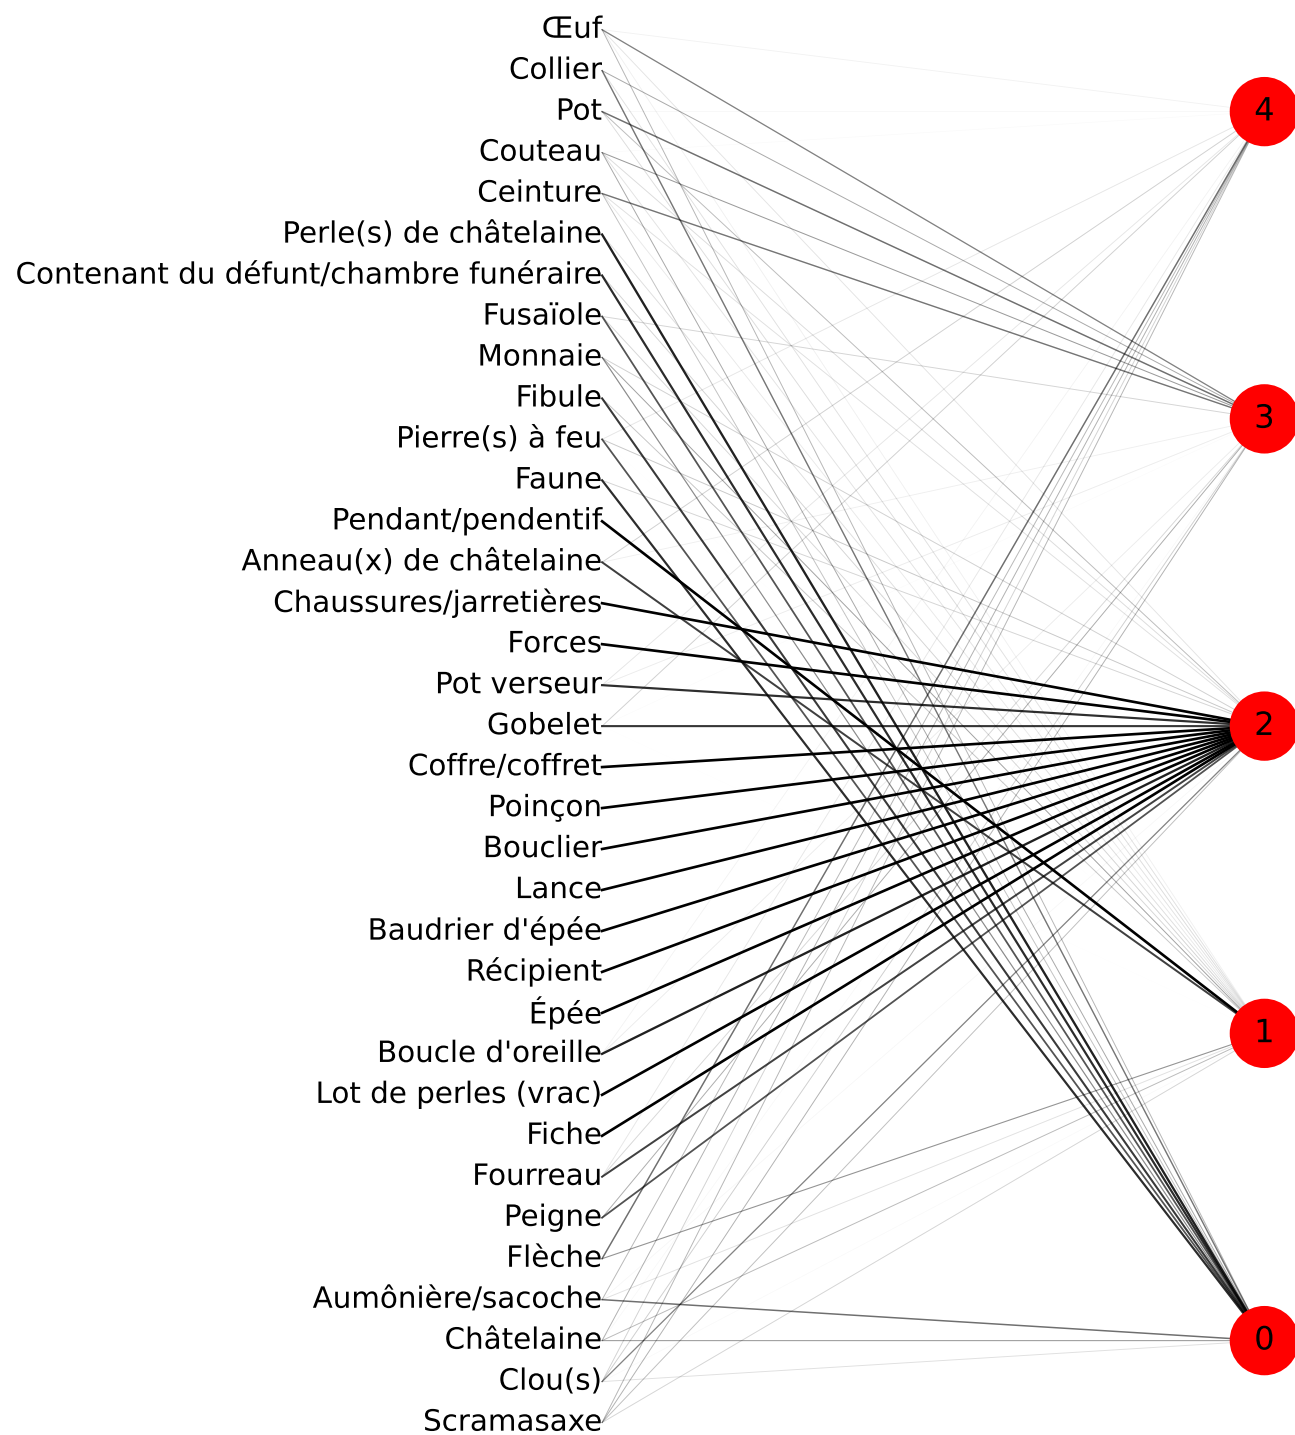 Œuf
Collier
Pot
Couteau
Ceinture
Perle(s) de châtelaine
Contenant du défunt/chambre funéraire
Fusaïole
Monnaie
Fibule
Pierre(s) à feu
Faune
Pendant/pendentif
Anneau(x) de châtelaine
Chaussures/jarretières
Forces
Pot verseur
Gobelet
Coffre/coffret
Poinçon
Bouclier
Lance
Baudrier d'épée
Récipient
Épée
Boucle d'oreille
Lot de perles (vrac)
Fiche
Fourreau
Peigne
Flèche
Aumônière/sacoche
Châtelaine
Clou(s)
Scramasaxe
4
3
2
1
0